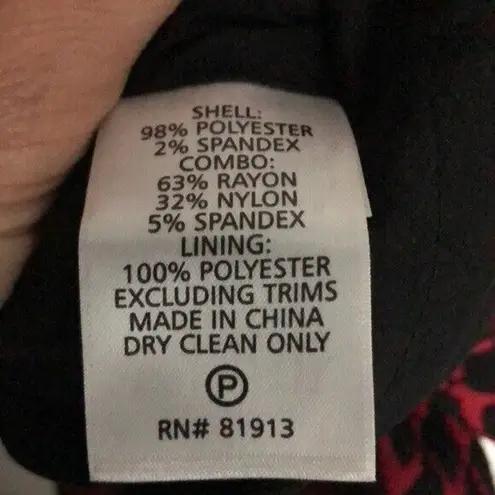 SHELL:
98% POLYESTER
2% SPANDEX
COMBO:
63% RAYON
32% NYLON
5% SPANDEX
LINING:
100% POLYESTER
EXCLUDING TRIMS
MADE IN CHINA
DRY CLEAN ONLY
P
RN# 81913